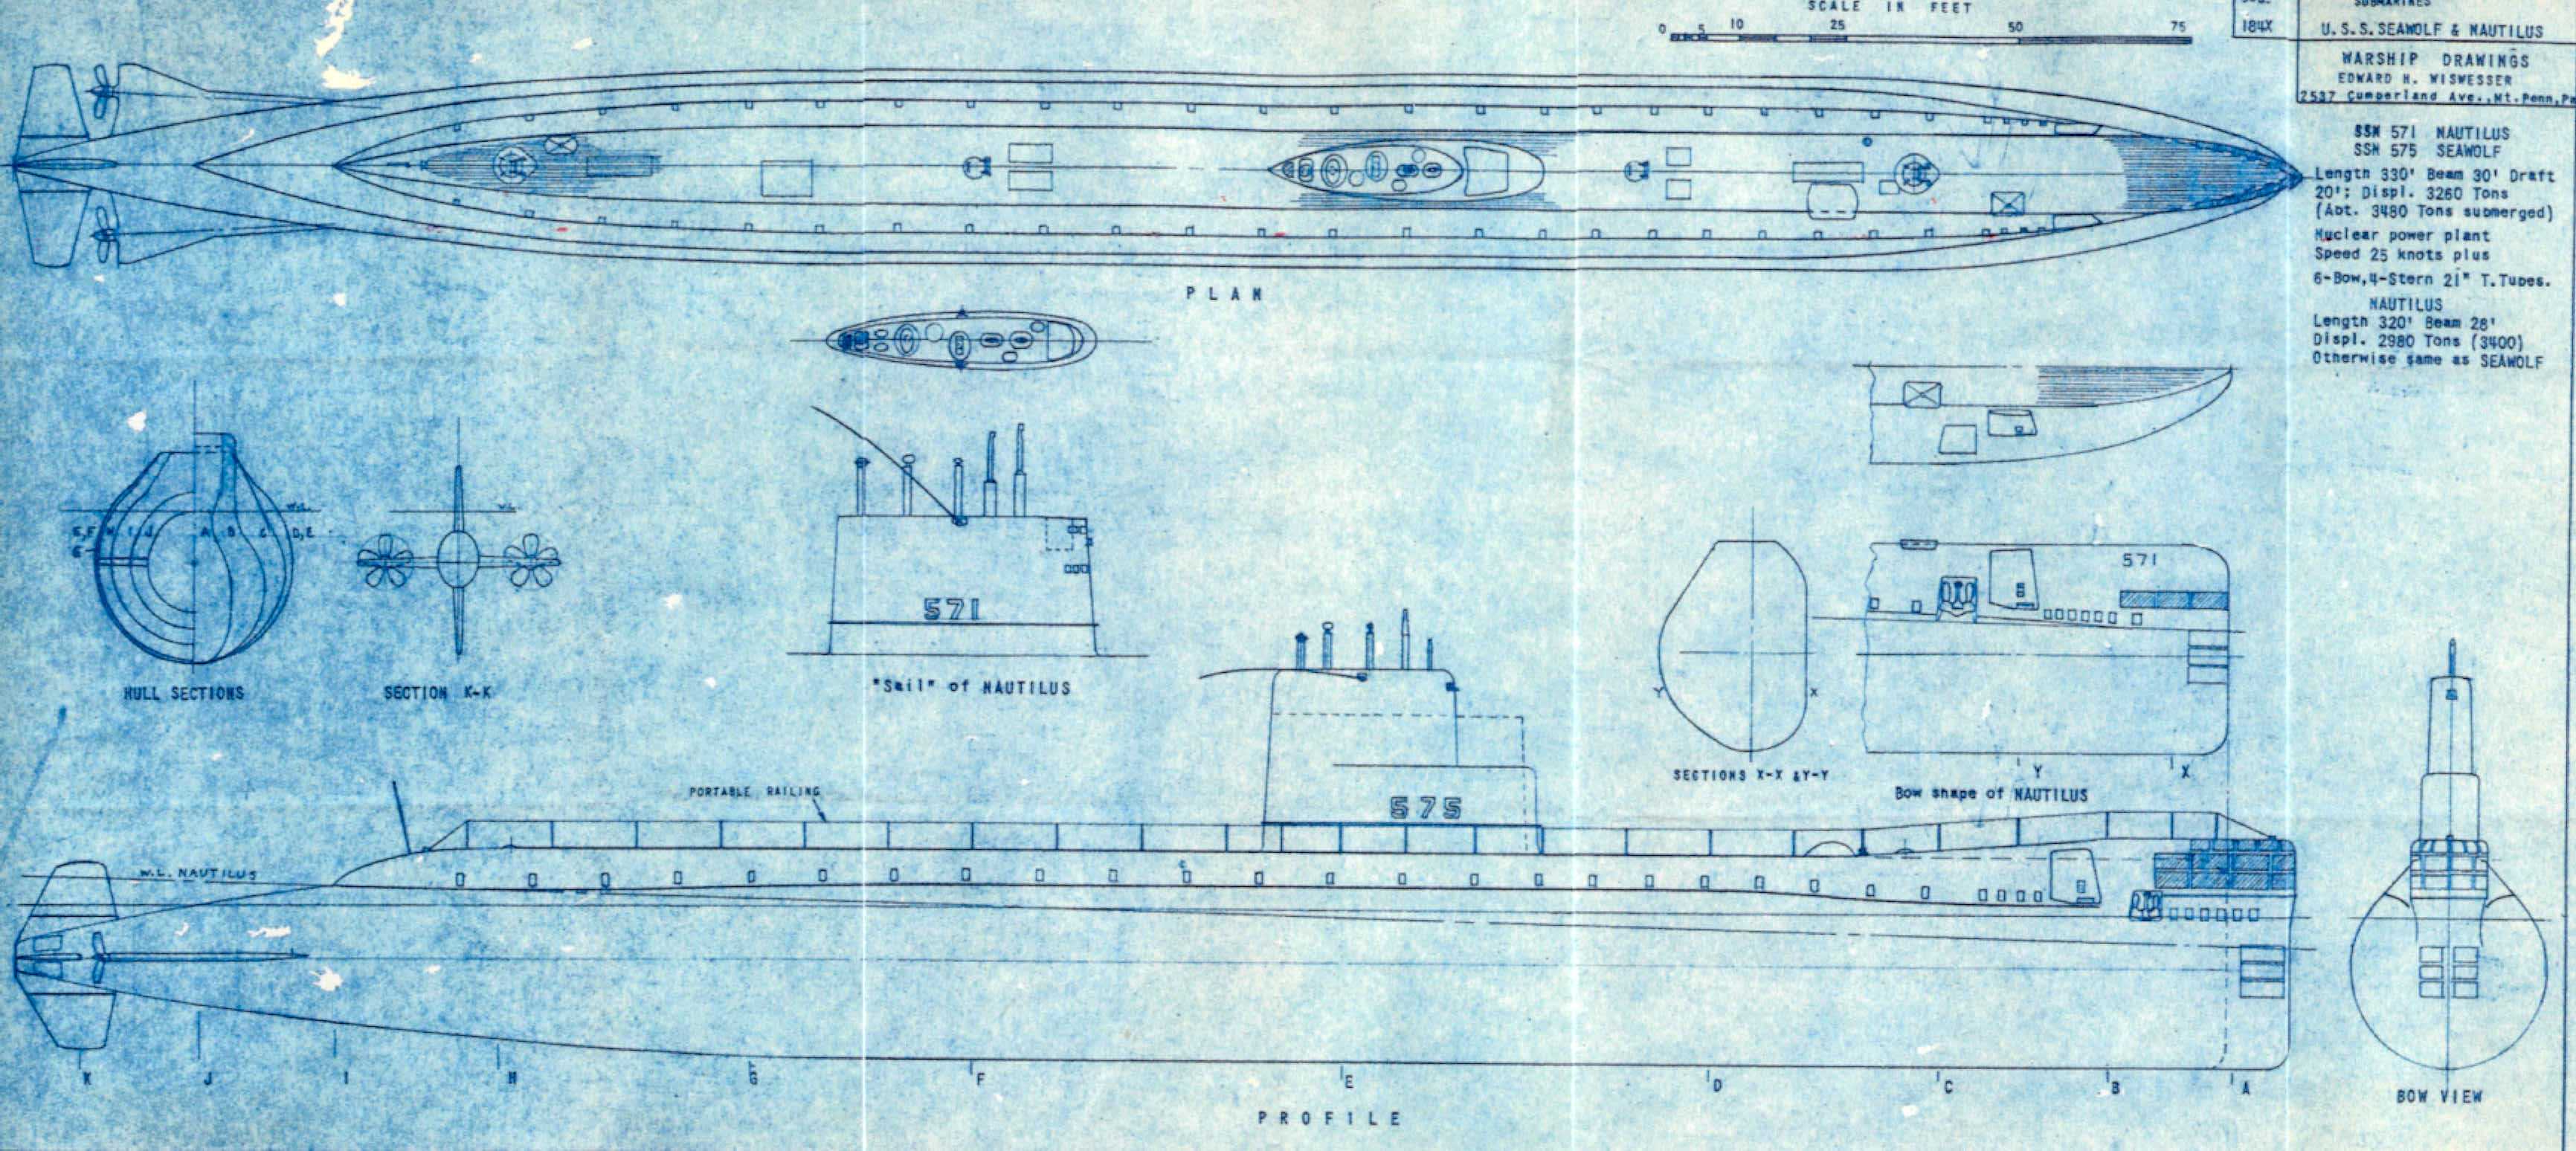 SCALE IN FEET
0 5 10 25 50 75
184X
SUBMARINES
U.S.S. SEAWOLF & NAUTILUS
WARSHIP DRAWINGS
EDWARD H. WISWESSER
2537 Cumberland Ave., Mt. Penn, Pa
SSN 571 NAUTILUS
SSN 575 SEAWOLF
Length 330' Beam 30' Draft
20'; Displ. 3260 Tons
(Abt. 3480 Tons submerged)
Nuclear power plant
Speed 25 knots plus
6-Bow, 4-Stern 21" T. Tubes.
NAUTILUS
Length 320' Beam 28'
Displ. 2980 Tons (3400)
Otherwise same as SEAWOLF
PLAN
W.L.
E,F H I J A B C D,E
G
HULL SECTIONS
W.L.
SECTION K-K
571
"Sail" of NAUTILUS
575
Y X
SECTIONS X-X & Y-Y
571
Y X
Bow shape of NAUTILUS
PORTABLE RAILING
W.L. NAUTILUS
K J I H G F E D C B A
PROFILE
BOW VIEW